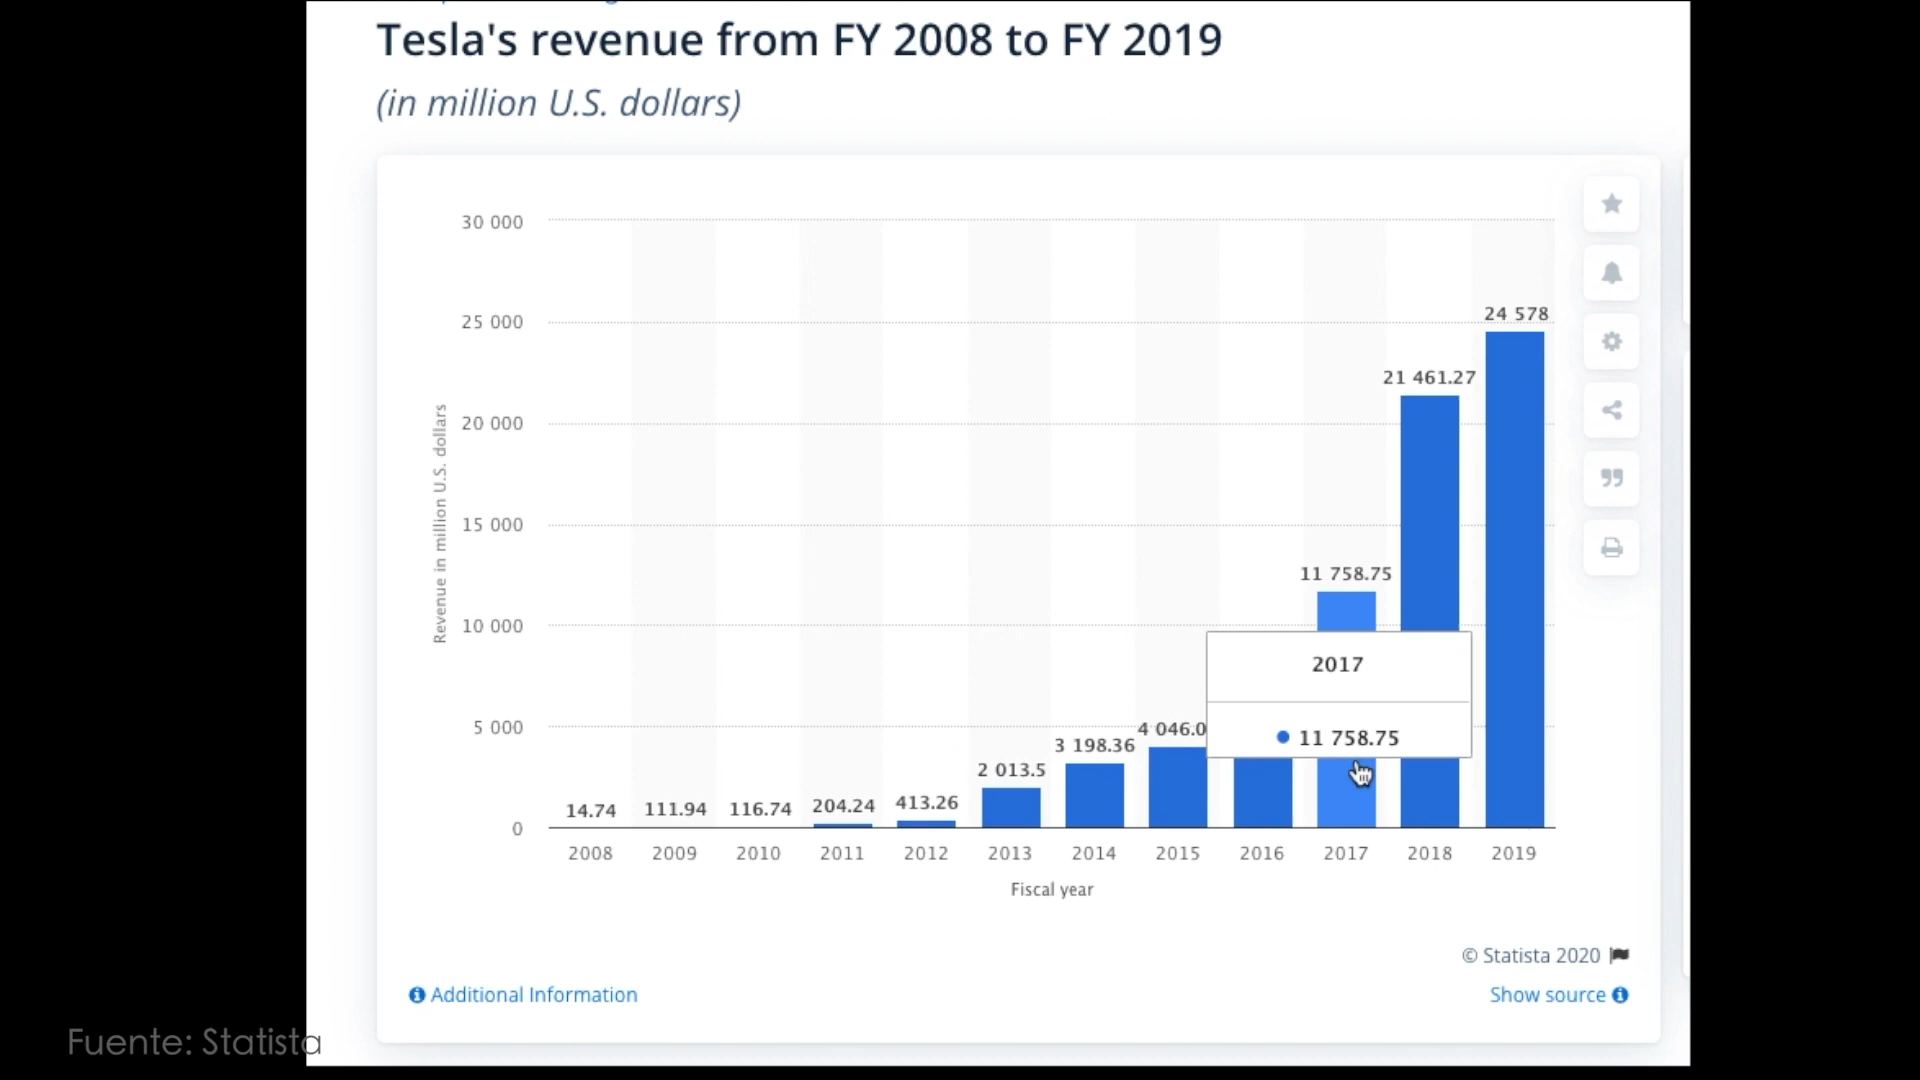 Tesla's revenue from FY 2008 to FY 2019
(in million U.S. dollars)
30 000
25 000
20 000
15 000
10 000
5 000
0
Revenue in million U.S. dollars
14.74
111.94
116.74
204.24
413.26
2 013.5
3 198.36
4 046.0
11 758.75
21 461.27
24 578
2017
11 758.75
2008 2009 2010 2011 2012 2013 2014 2015 2016 2017 2018 2019
Fiscal year
© Statista 2020
Additional Information
Show source
Fuente: Statista